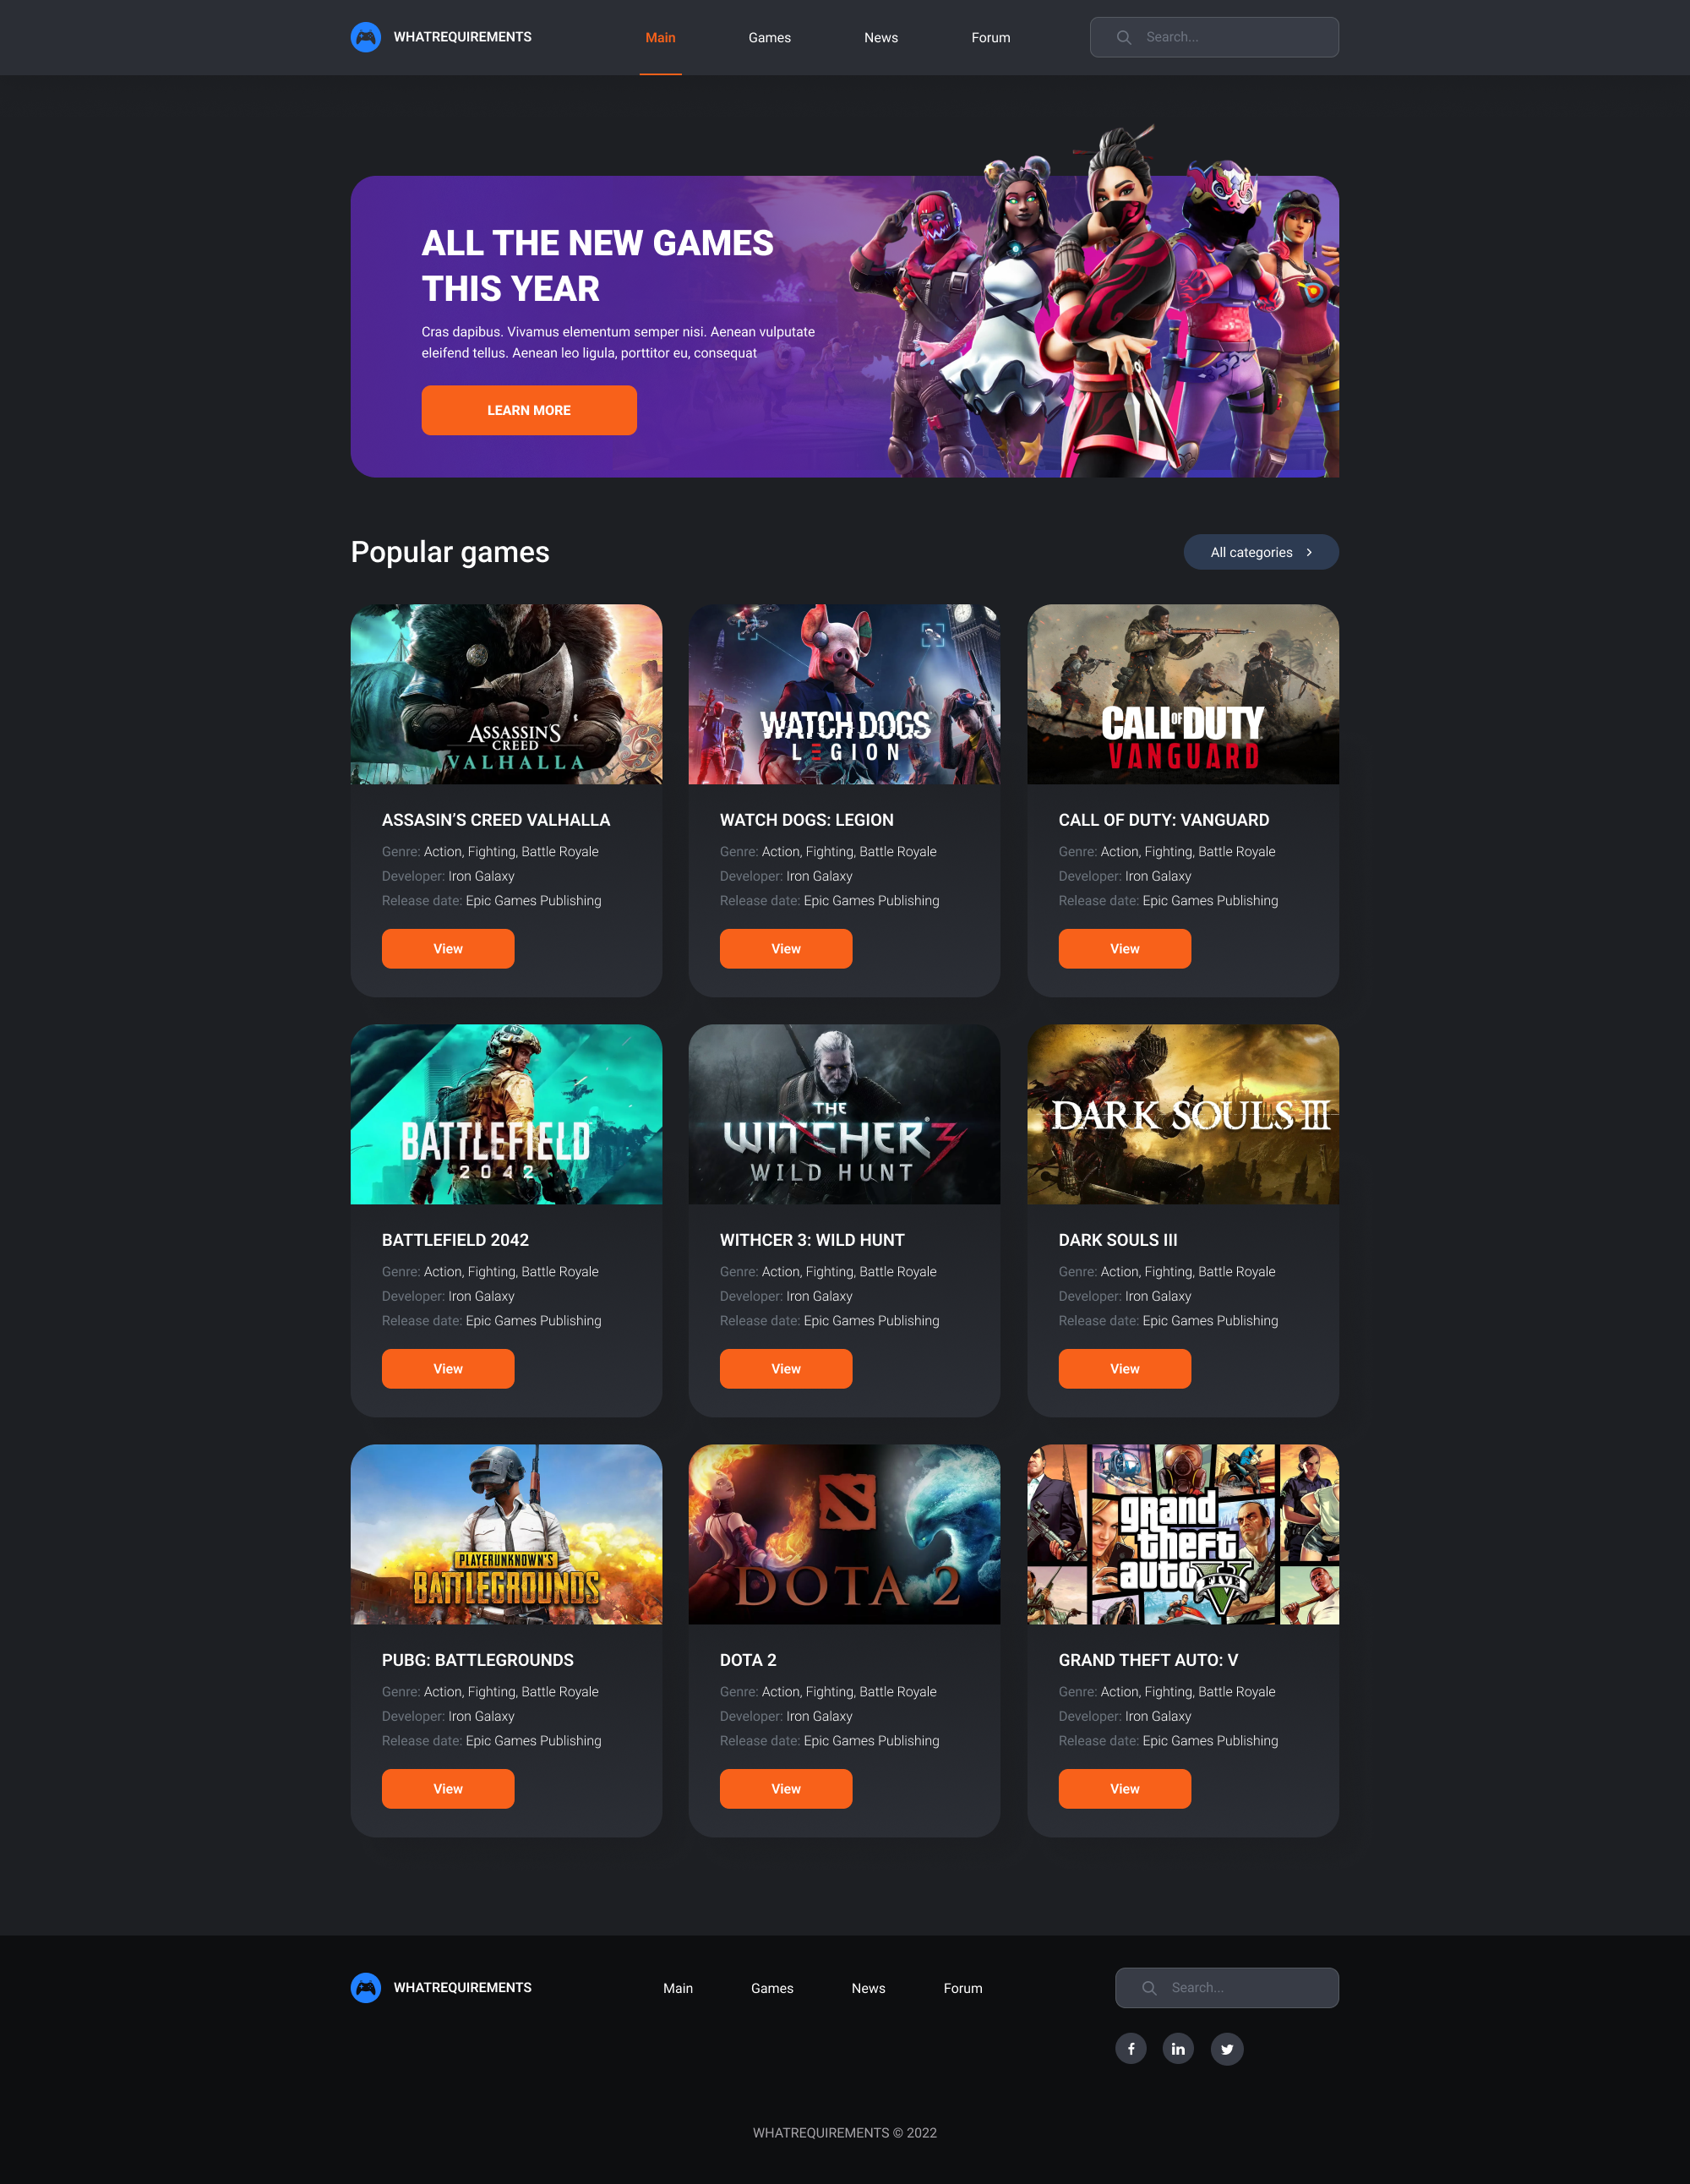 WHATREQUIREMENTS
Main
Games
News
Forum
Search...
ALL THE NEW GAMES
THIS YEAR
Cras dapibus. Vivamus elementum semper nisi. Aenean vulputate
eleifend tellus. Aenean leo ligula, porttitor eu, consequat
LEARN MORE
Popular games
All categories
ASSASSIN'S
CREED
VALHALLA
WATCH DOGS
LEGION
CALL OF DUTY
VANGUARD
ASSASIN’S CREED VALHALLA
Genre: Action, Fighting, Battle Royale
Developer: Iron Galaxy
Release date: Epic Games Publishing
View
WATCH DOGS: LEGION
Genre: Action, Fighting, Battle Royale
Developer: Iron Galaxy
Release date: Epic Games Publishing
View
CALL OF DUTY: VANGUARD
Genre: Action, Fighting, Battle Royale
Developer: Iron Galaxy
Release date: Epic Games Publishing
View
BATTLEFIELD
2042
THE
WITCHER 3
WILD HUNT
DARK SOULS III
BATTLEFIELD 2042
Genre: Action, Fighting, Battle Royale
Developer: Iron Galaxy
Release date: Epic Games Publishing
View
WITHCER 3: WILD HUNT
Genre: Action, Fighting, Battle Royale
Developer: Iron Galaxy
Release date: Epic Games Publishing
View
DARK SOULS III
Genre: Action, Fighting, Battle Royale
Developer: Iron Galaxy
Release date: Epic Games Publishing
View
PLAYERUNKNOWN'S
BATTLEGROUNDS
DOTA 2
grand
theft
auto
V
FIVE
PUBG: BATTLEGROUNDS
Genre: Action, Fighting, Battle Royale
Developer: Iron Galaxy
Release date: Epic Games Publishing
View
DOTA 2
Genre: Action, Fighting, Battle Royale
Developer: Iron Galaxy
Release date: Epic Games Publishing
View
GRAND THEFT AUTO: V
Genre: Action, Fighting, Battle Royale
Developer: Iron Galaxy
Release date: Epic Games Publishing
View
WHATREQUIREMENTS
Main
Games
News
Forum
Search...
f
in
WHATREQUIREMENTS © 2022